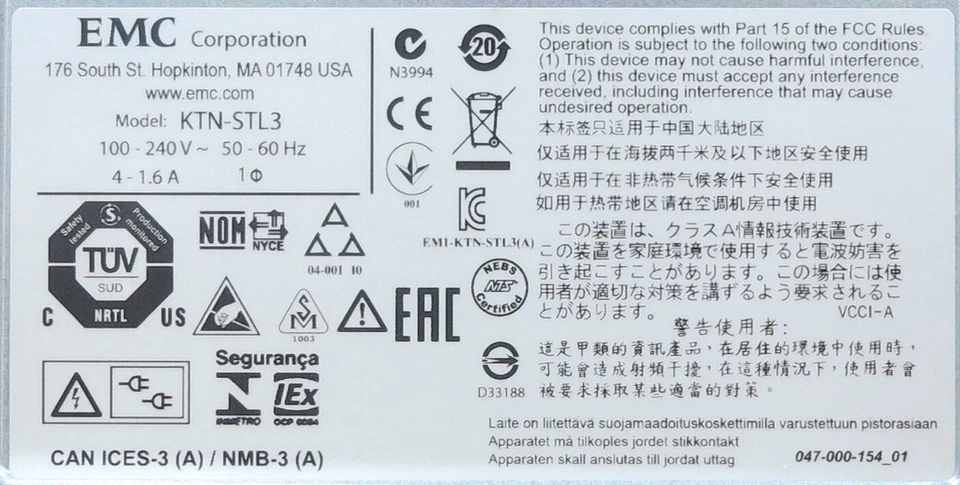 EMC Corporation
176 South St. Hopkinton, MA 01748 USA
www.emc.com
Model: KTN-STL3
100 - 240 V ~ 50 - 60 Hz
4 - 1.6 A 1Φ
N3994
20
CE
001
EMI-KTN-STL3(A)
NEBS
Certified
D33188
Safety tested
Production monitored
TÜV
SUD
NRTL
C US
NOM
NYCE
04-001 10
SM
1003
EAC
Segurança
INMETRO
IEx
OCP 0004
CAN ICES-3 (A) / NMB-3 (A)
This device complies with Part 15 of the FCC Rules.
Operation is subject to the following two conditions:
(1) This device may not cause harmful interference,
and (2) this device must accept any interference
received, including interference that may cause
undesired operation.
本标签只适用于中国大陆地区
仅适用于在海拔两千米及以下地区安全使用
仅适用于在非热带气候条件下安全使用
如用于热带地区请在空调机房中使用
この装置は、クラスA情報技術装置です。
この装置を家庭環境で使用すると電波妨害を
引き起こすことがあります。この場合には使
用者が適切な対策を講ずるよう要求されるこ
とがあります。 VCCI-A
警告使用者:
這是甲類的資訊產品，在居住的環境中使用時，
可能會造成射頻干擾，在這種情況下，使用者會
被要求採取某些適當的對策。
Laite on liitettävä suojamaadoituskoskettimilla varustettuun pistorasiaan
Apparatet må tilkoples jordet stikkontakt
Apparaten skall anslutas till jordat uttag
047-000-154_01